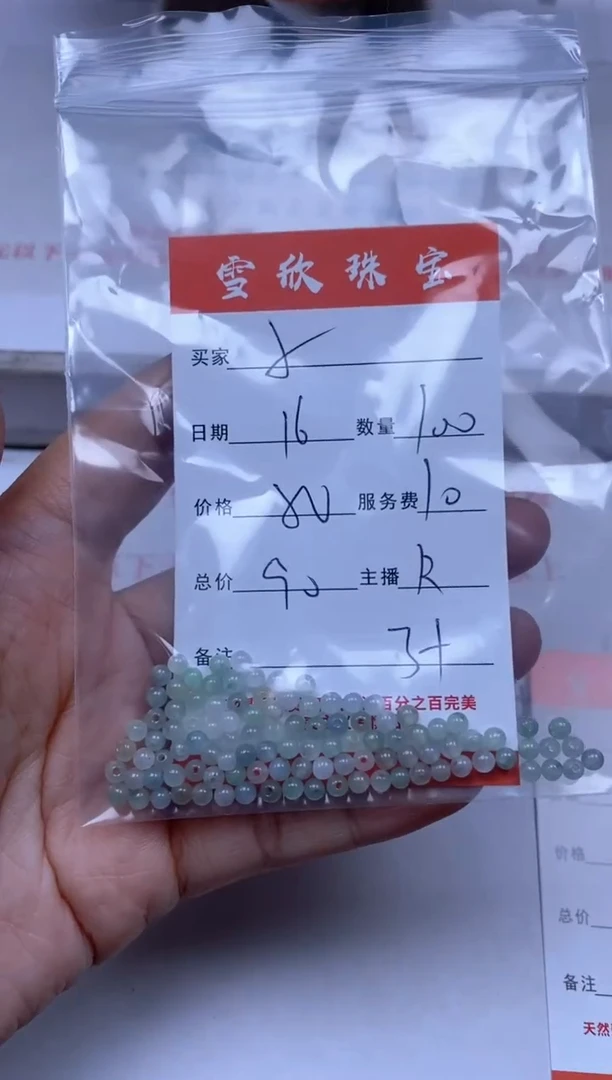 雪欣珠宝
买家 y
日期 16 数量 100
价格 80 服务费 10
总价 90 主播 R
备注 3+
百分之百完美
价格
总价
备注
天然